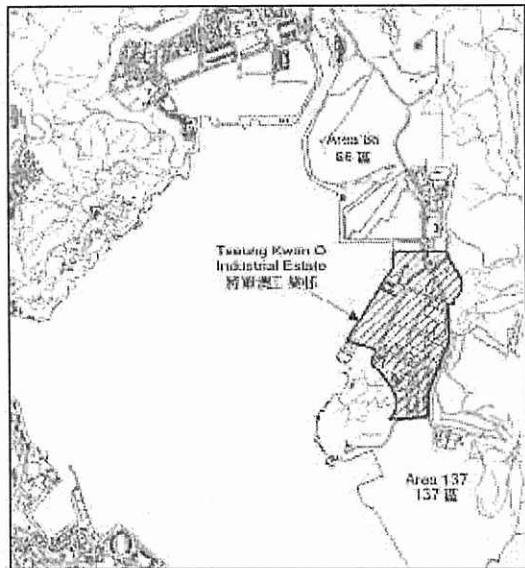 Area 86
86 區
Tseung Kwan O
Industrial Estate
將軍澳工業邨
Area 137
137 區